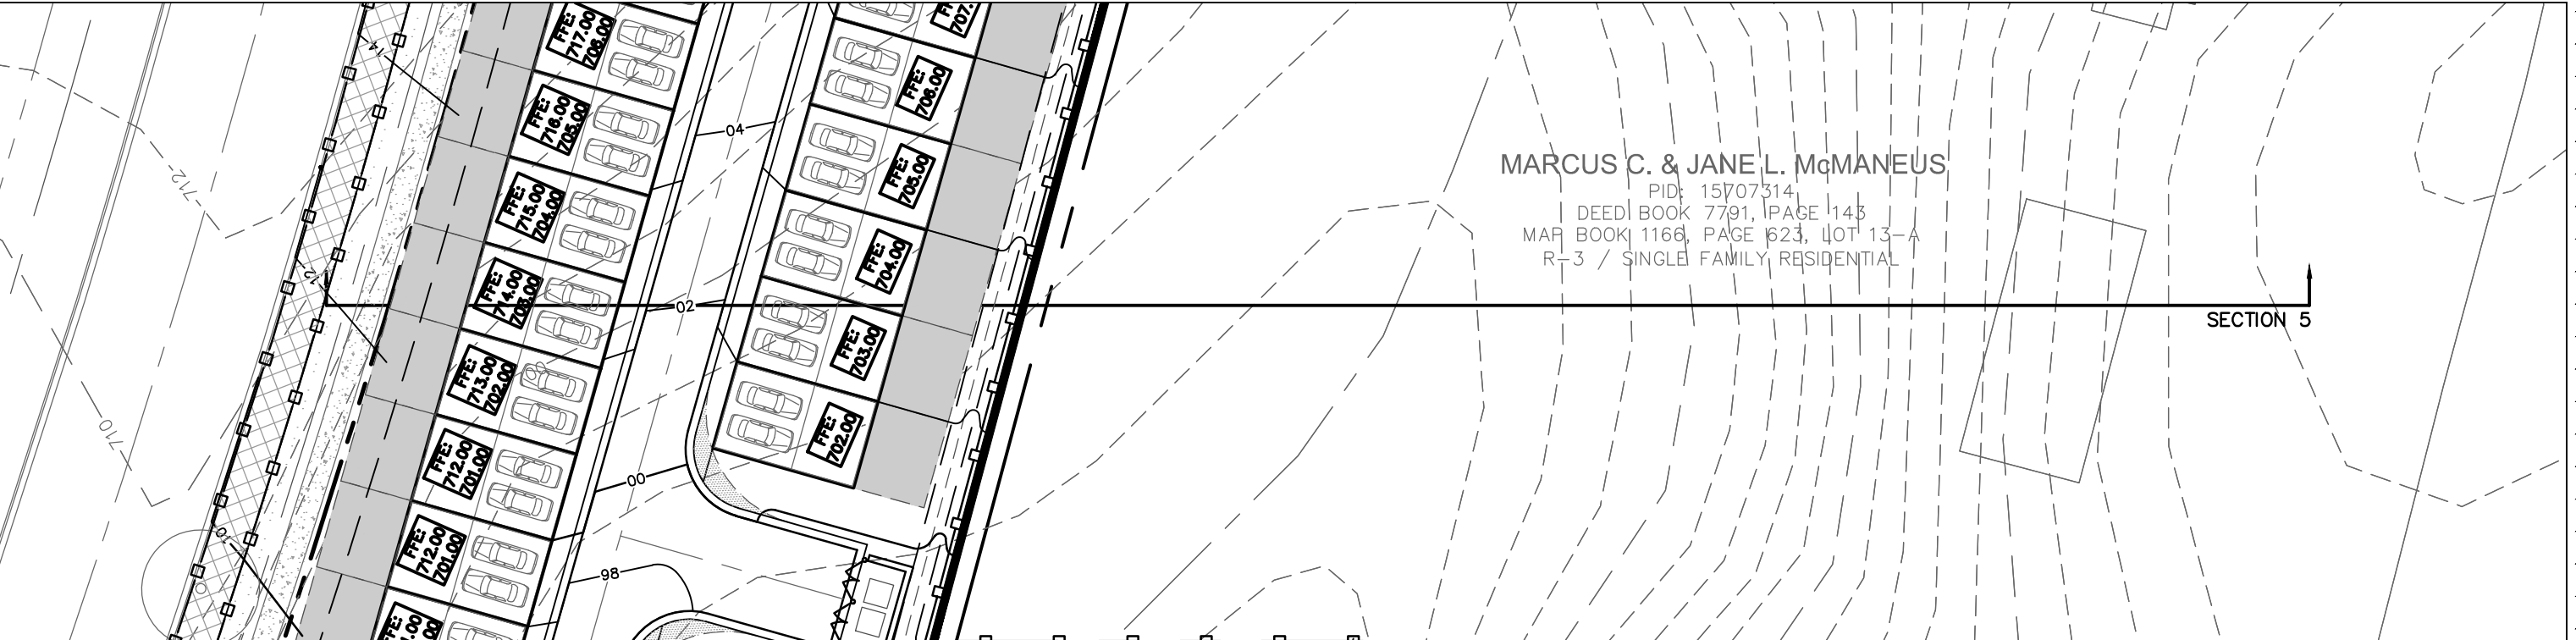 FFE:
717.00
706.00
FFE:
716.00
705.00
FFE:
715.00
704.00
FFE:
714.00
703.00
FFE:
713.00
702.00
FFE:
712.00
701.00
FFE:
712.00
701.00
707.
FFE:
706.00
FFE:
705.00
FFE:
704.00
FFE:
703.00
FFE:
702.00
14
12
10
712
710
04
02
00
98
MARCUS C. & JANE L. McMANEUS
PID: 15707314
DEED BOOK 7791, PAGE 143
MAP BOOK 1166, PAGE 623, LOT 13-A
R-3 / SINGLE FAMILY RESIDENTIAL
SECTION 5